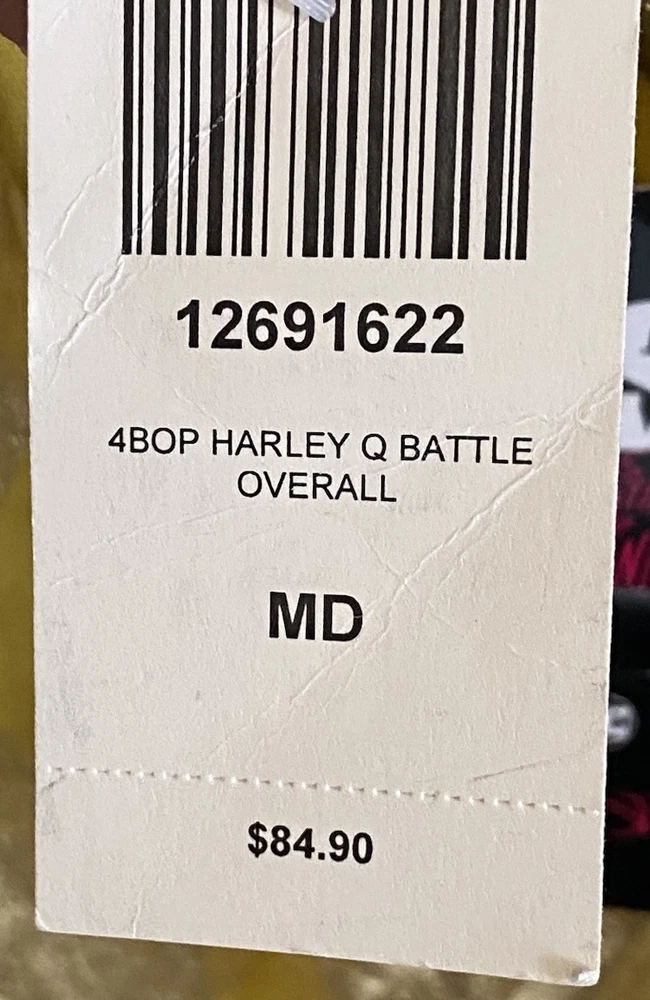 12691622
4BOP HARLEY Q BATTLE
OVERALL
MD
$84.90